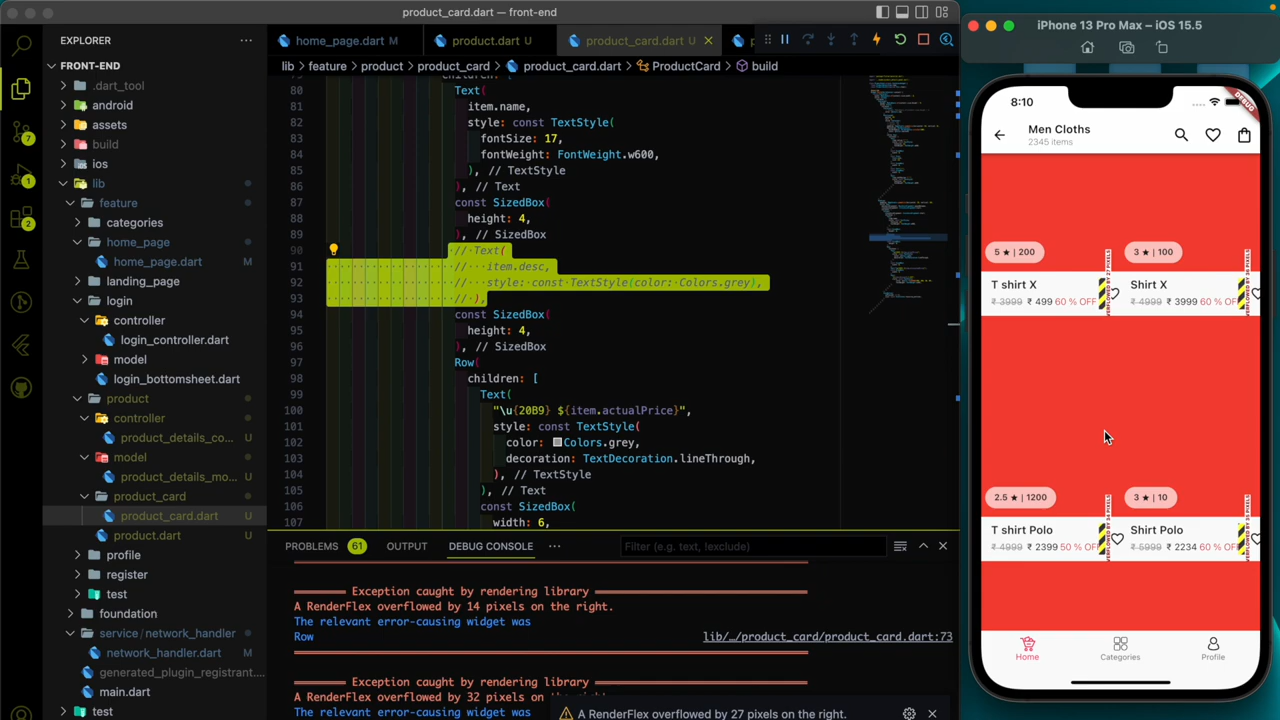 product_card.dart — front-end
iPhone 13 Pro Max – iOS 15.5
EXPLORER
home_page.dart M
product.dart U
product_card.dart U
FRONT-END
lib > feature > product > product_card > product_card.dart > ProductCard > build
.dart_tool
android
assets
build
ios
lib
feature
categories
home_page
home_page.dart M
landing_page
login
controller
login_controller.dart
model
login_bottomsheet.dart
product
controller
product_details_co... U
model
product_details_mo... U
product_card
product_card.dart U
product.dart U
profile
register
test
foundation
service/network_handler
network_handler.dart M
generated_plugin_registrant....
main.dart
test
7
1
2
80 Text(
81 item.name,
82 style: const TextStyle(
83 fontSize: 17,
84 fontWeight: FontWeight.w600,
85 ), // TextStyle
86 ), // Text
87 const SizedBox(
88 height: 4,
89 ), // SizedBox
90 // Text(
91 // item.desc,
92 // style: const TextStyle(color: Colors.grey),
93 // ),
94 const SizedBox(
95 height: 4,
96 ), // SizedBox
97 Row(
98 children: [
99 Text(
100 "\u{20B9} ${item.actualPrice}",
101 style: const TextStyle(
102 color: Colors.grey,
103 decoration: TextDecoration.lineThrough,
104 ), // TextStyle
105 ), // Text
106 const SizedBox(
107 width: 6,
PROBLEMS 61 OUTPUT DEBUG CONSOLE ... Filter (e.g. text, !exclude)
Exception caught by rendering library
A RenderFlex overflowed by 14 pixels on the right.
The relevant error-causing widget was
Row lib/…/product_card/product_card.dart:73
Exception caught by rendering library
A RenderFlex overflowed by 32 pixels on the right.
The relevant error-causing widget was
A RenderFlex overflowed by 27 pixels on the right.
8:10
DEBUG
Men Cloths
2345 items
5 ★ | 200
3 ★ | 100
T shirt X
₹ 3999 ₹ 499 60 % OFF
Shirt X
₹ 4999 ₹ 3999 60 % OFF
2.5 ★ | 1200
3 ★ | 10
T shirt Polo
₹ 4999 ₹ 2399 50 % OFF
Shirt Polo
₹ 5999 ₹ 2234 60 % OFF
Home
Categories
Profile